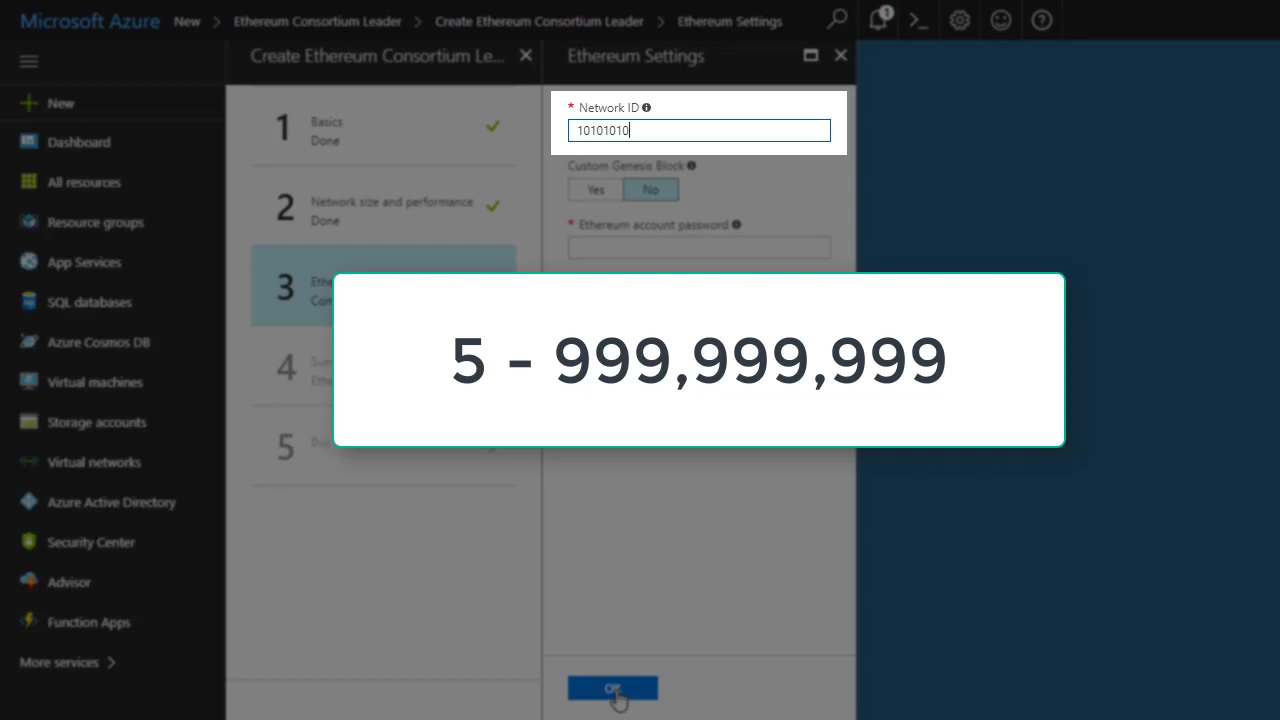 Microsoft Azure New > Ethereum Consortium Leader > Create Ethereum Consortium Leader > Ethereum Settings 1
Create Ethereum Consortium Le...
Ethereum Settings
New
Dashboard
All resources
Resource groups
App Services
SQL databases
Azure Cosmos DB
Virtual machines
Storage accounts
Virtual networks
Azure Active Directory
Security Center
Advisor
Function Apps
More services >
1 Basics
Done
2 Network size and performance
Done
3
4
5
* Network ID
10101010
Custom Genesis Block
Yes No
* Ethereum account password
5 - 999,999,999
OK